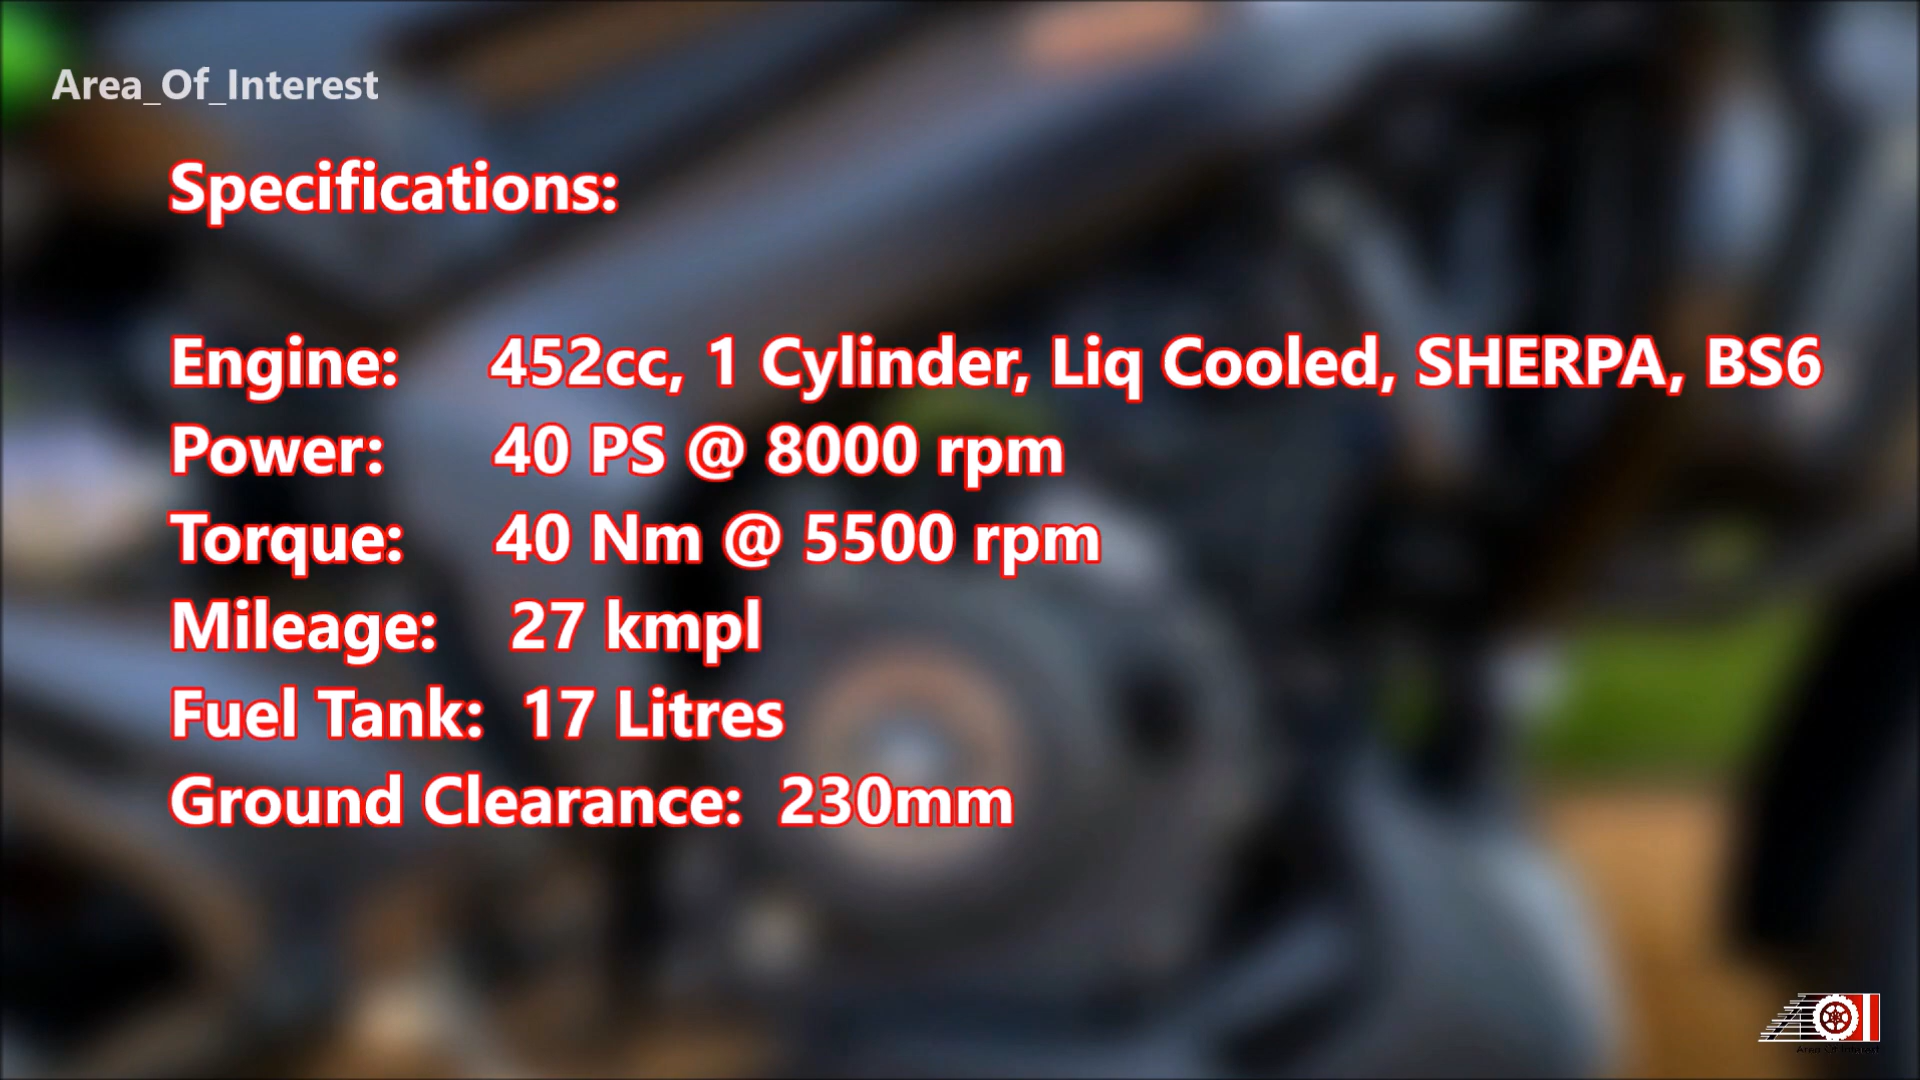 Area_Of_Interest
Specifications:
Engine: 452cc, 1 Cylinder, Liq Cooled, SHERPA, BS6
Power: 40 PS @ 8000 rpm
Torque: 40 Nm @ 5500 rpm
Mileage: 27 kmpl
Fuel Tank: 17 Litres
Ground Clearance: 230mm